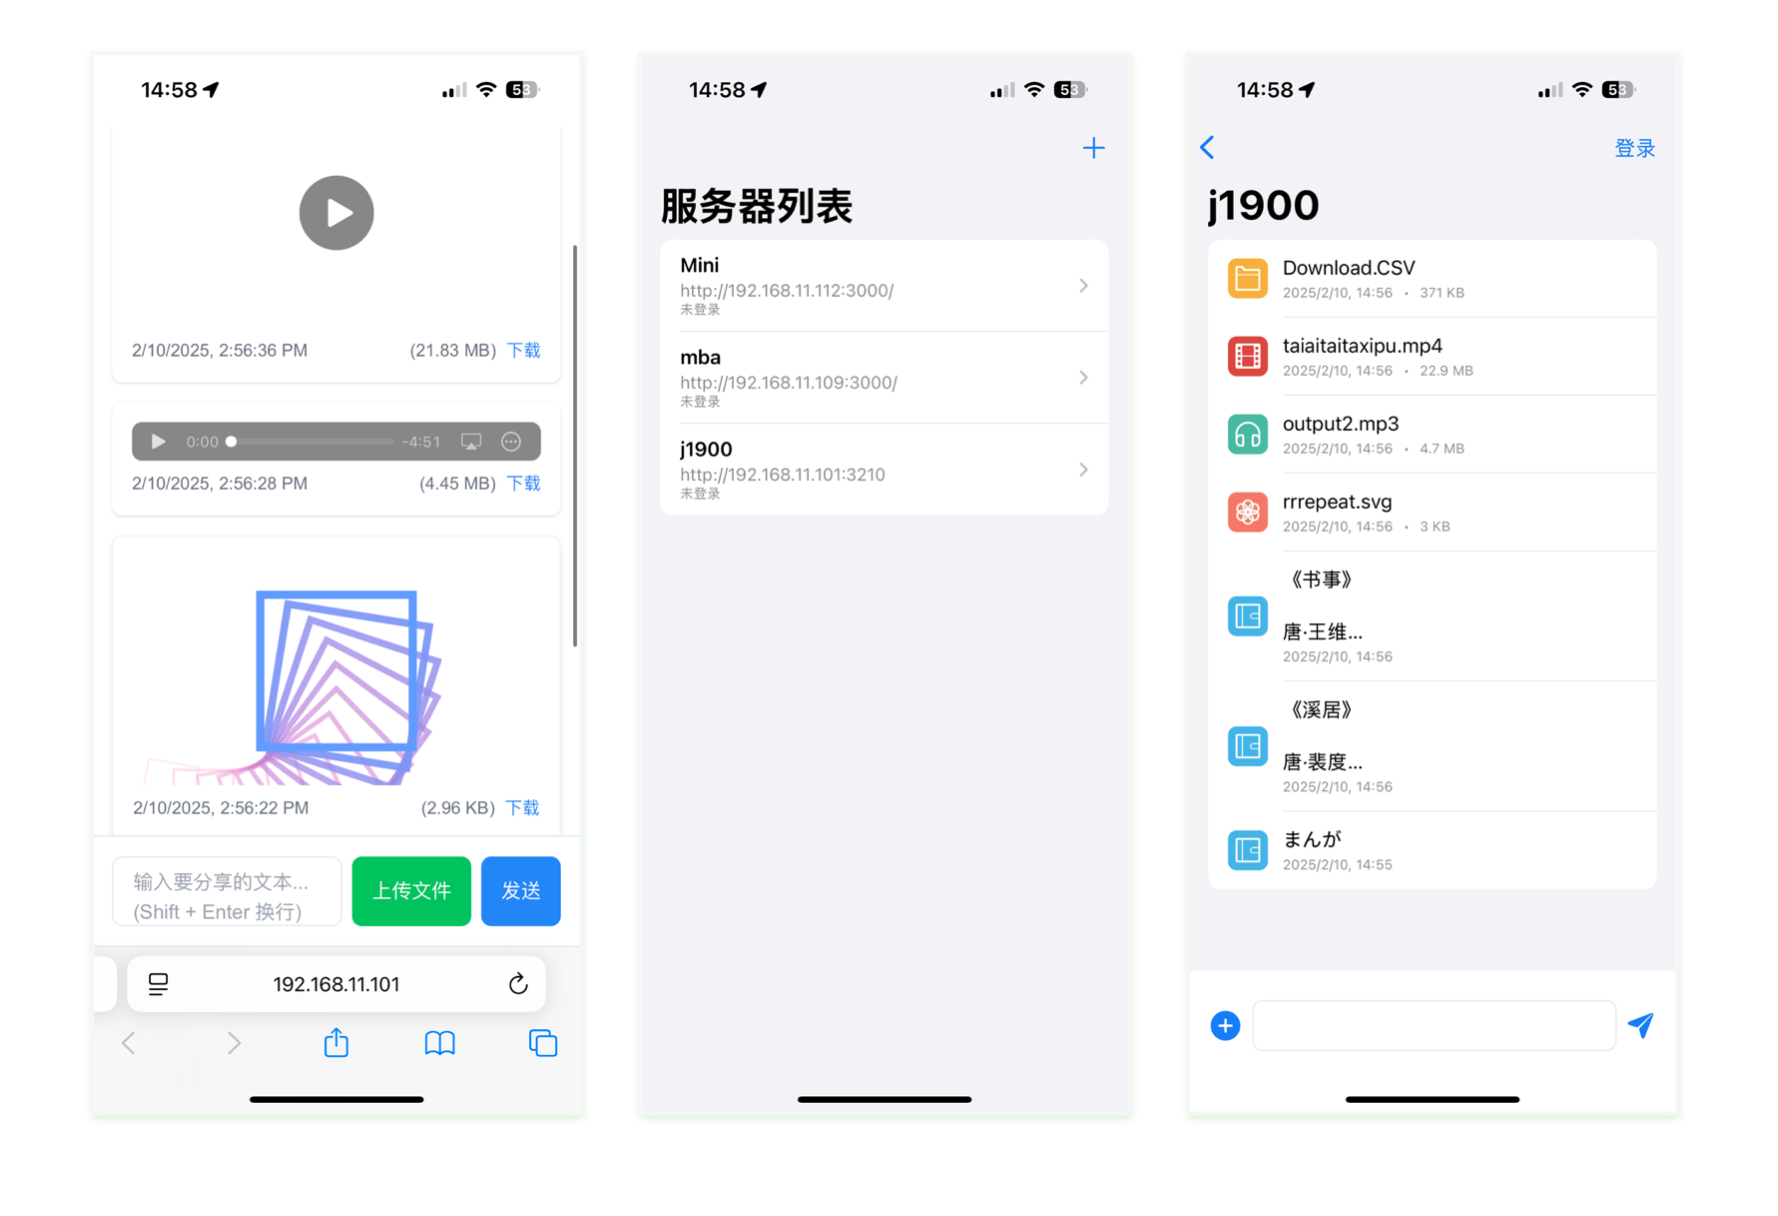 14:58
53
2/10/2025, 2:56:36 PM (21.83 MB) 下载
0:00 -4:51
2/10/2025, 2:56:28 PM (4.45 MB) 下载
2/10/2025, 2:56:22 PM (2.96 KB) 下载
输入要分享的文本...
(Shift + Enter 换行)
上传文件
发送
192.168.11.101
14:58
53
服务器列表
Mini
http://192.168.11.112:3000/
未登录
mba
http://192.168.11.109:3000/
未登录
j1900
http://192.168.11.101:3210
未登录
14:58
53
登录
j1900
Download.CSV
2025/2/10, 14:56 • 371 KB
taiaitaitaxipu.mp4
2025/2/10, 14:56 • 22.9 MB
output2.mp3
2025/2/10, 14:56 • 4.7 MB
rrrepeat.svg
2025/2/10, 14:56 • 3 KB
《书事》
唐·王维...
2025/2/10, 14:56
《溪居》
唐·裴度...
2025/2/10, 14:56
まんが
2025/2/10, 14:55